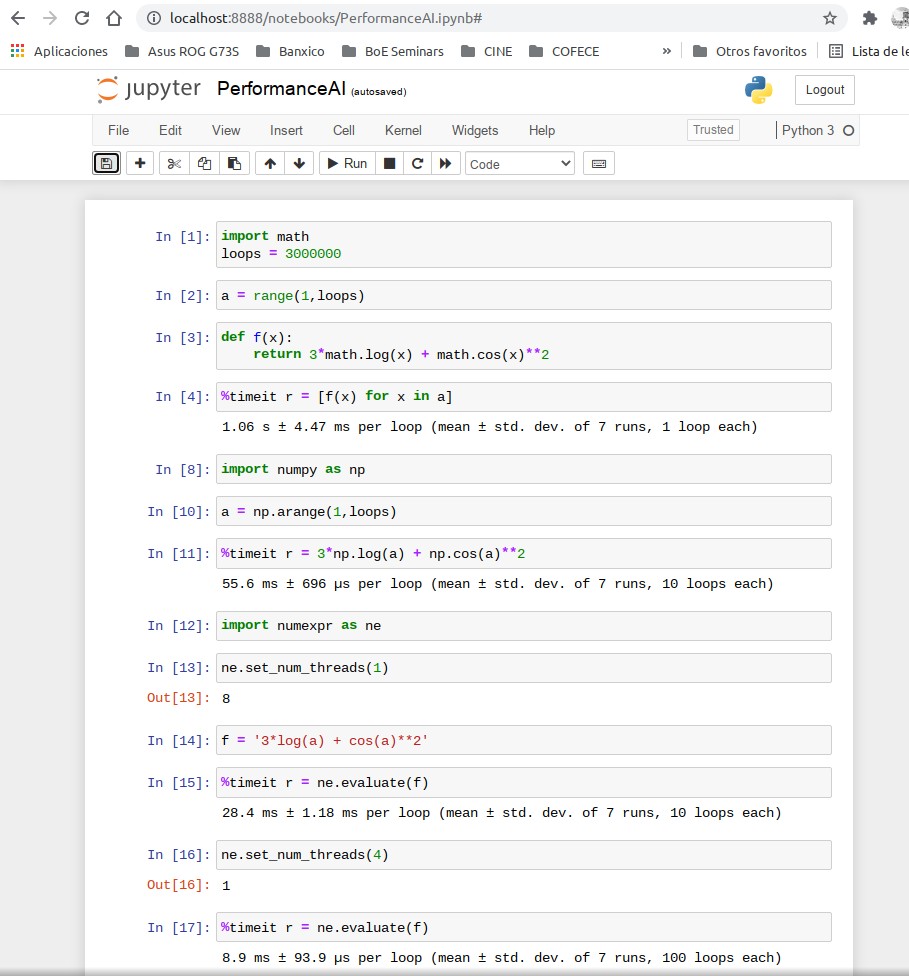 localhost:8888/notebooks/PerformanceAI.ipynb#
Aplicaciones Asus ROG G73S Banxico BoE Seminars CINE COFECE » Otros favoritos Lista de le
jupyter PerformanceAI (autosaved) Logout
File Edit View Insert Cell Kernel Widgets Help Trusted Python 3
Run Code
In [1]: import math
loops = 3000000
In [2]: a = range(1,loops)
In [3]: def f(x):
    return 3*math.log(x) + math.cos(x)**2
In [4]: %timeit r = [f(x) for x in a]
1.06 s ± 4.47 ms per loop (mean ± std. dev. of 7 runs, 1 loop each)
In [8]: import numpy as np
In [10]: a = np.arange(1,loops)
In [11]: %timeit r = 3*np.log(a) + np.cos(a)**2
55.6 ms ± 696 µs per loop (mean ± std. dev. of 7 runs, 10 loops each)
In [12]: import numexpr as ne
In [13]: ne.set_num_threads(1)
Out[13]: 8
In [14]: f = '3*log(a) + cos(a)**2'
In [15]: %timeit r = ne.evaluate(f)
28.4 ms ± 1.18 ms per loop (mean ± std. dev. of 7 runs, 10 loops each)
In [16]: ne.set_num_threads(4)
Out[16]: 1
In [17]: %timeit r = ne.evaluate(f)
8.9 ms ± 93.9 µs per loop (mean ± std. dev. of 7 runs, 100 loops each)